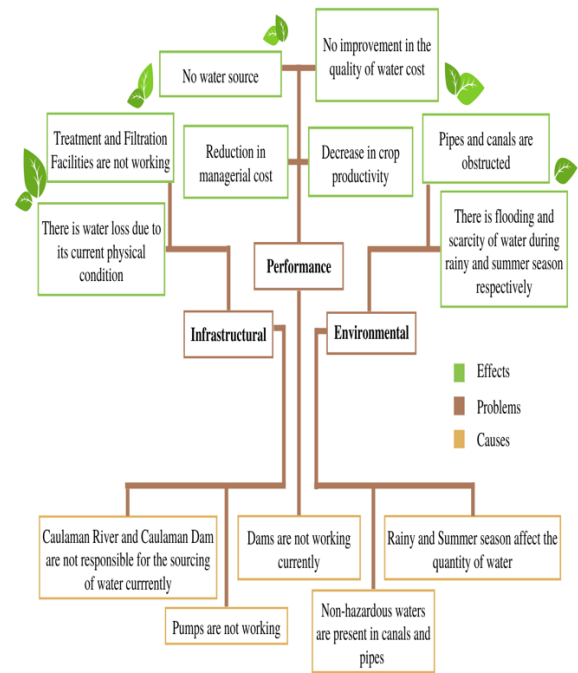 No improvement in the
quality of water cost
No water source
Treatment and Filtration
Facilities are not working
Reduction in
managerial cost
Decrease in crop
productivity
Pipes and canals are
obstructed
There is water loss due to
its current physical
condition
There is flooding and
scarcity of water during
rainy and summer season
respectively
Performance
Infrastructural
Environmental
Effects
Problems
Causes
Caulaman River and Caulaman Dam
are not responsible for the sourcing
of water currrently
Dams are not working
currently
Rainy and Summer season affect the
quantity of water
Pumps are not working
Non-hazardous waters
are present in canals and
pipes